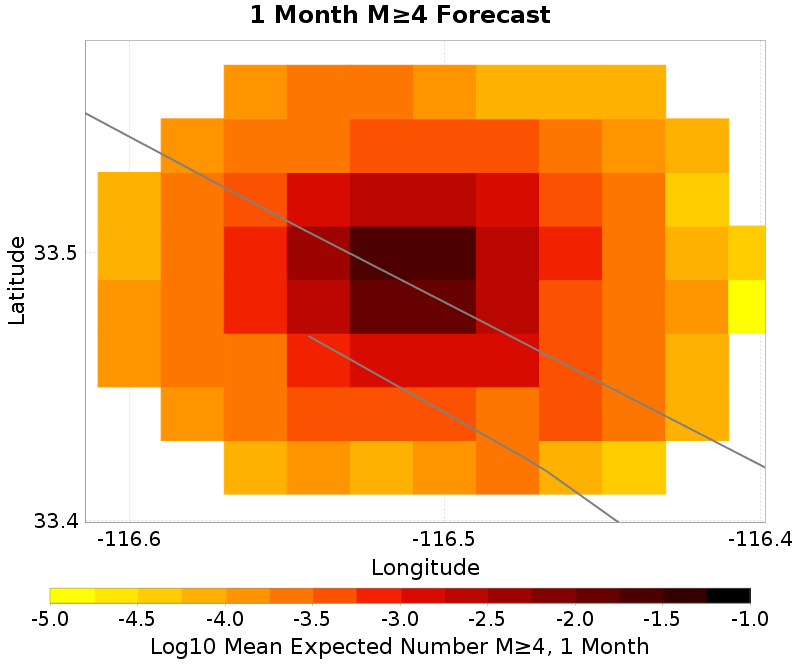 1 Month M≥4 Forecast
Latitude
33.5
33.4
-116.6 -116.5 -116.4
Longitude
-5.0 -4.5 -4.0 -3.5 -3.0 -2.5 -2.0 -1.5 -1.0
Log10 Mean Expected Number M≥4, 1 Month